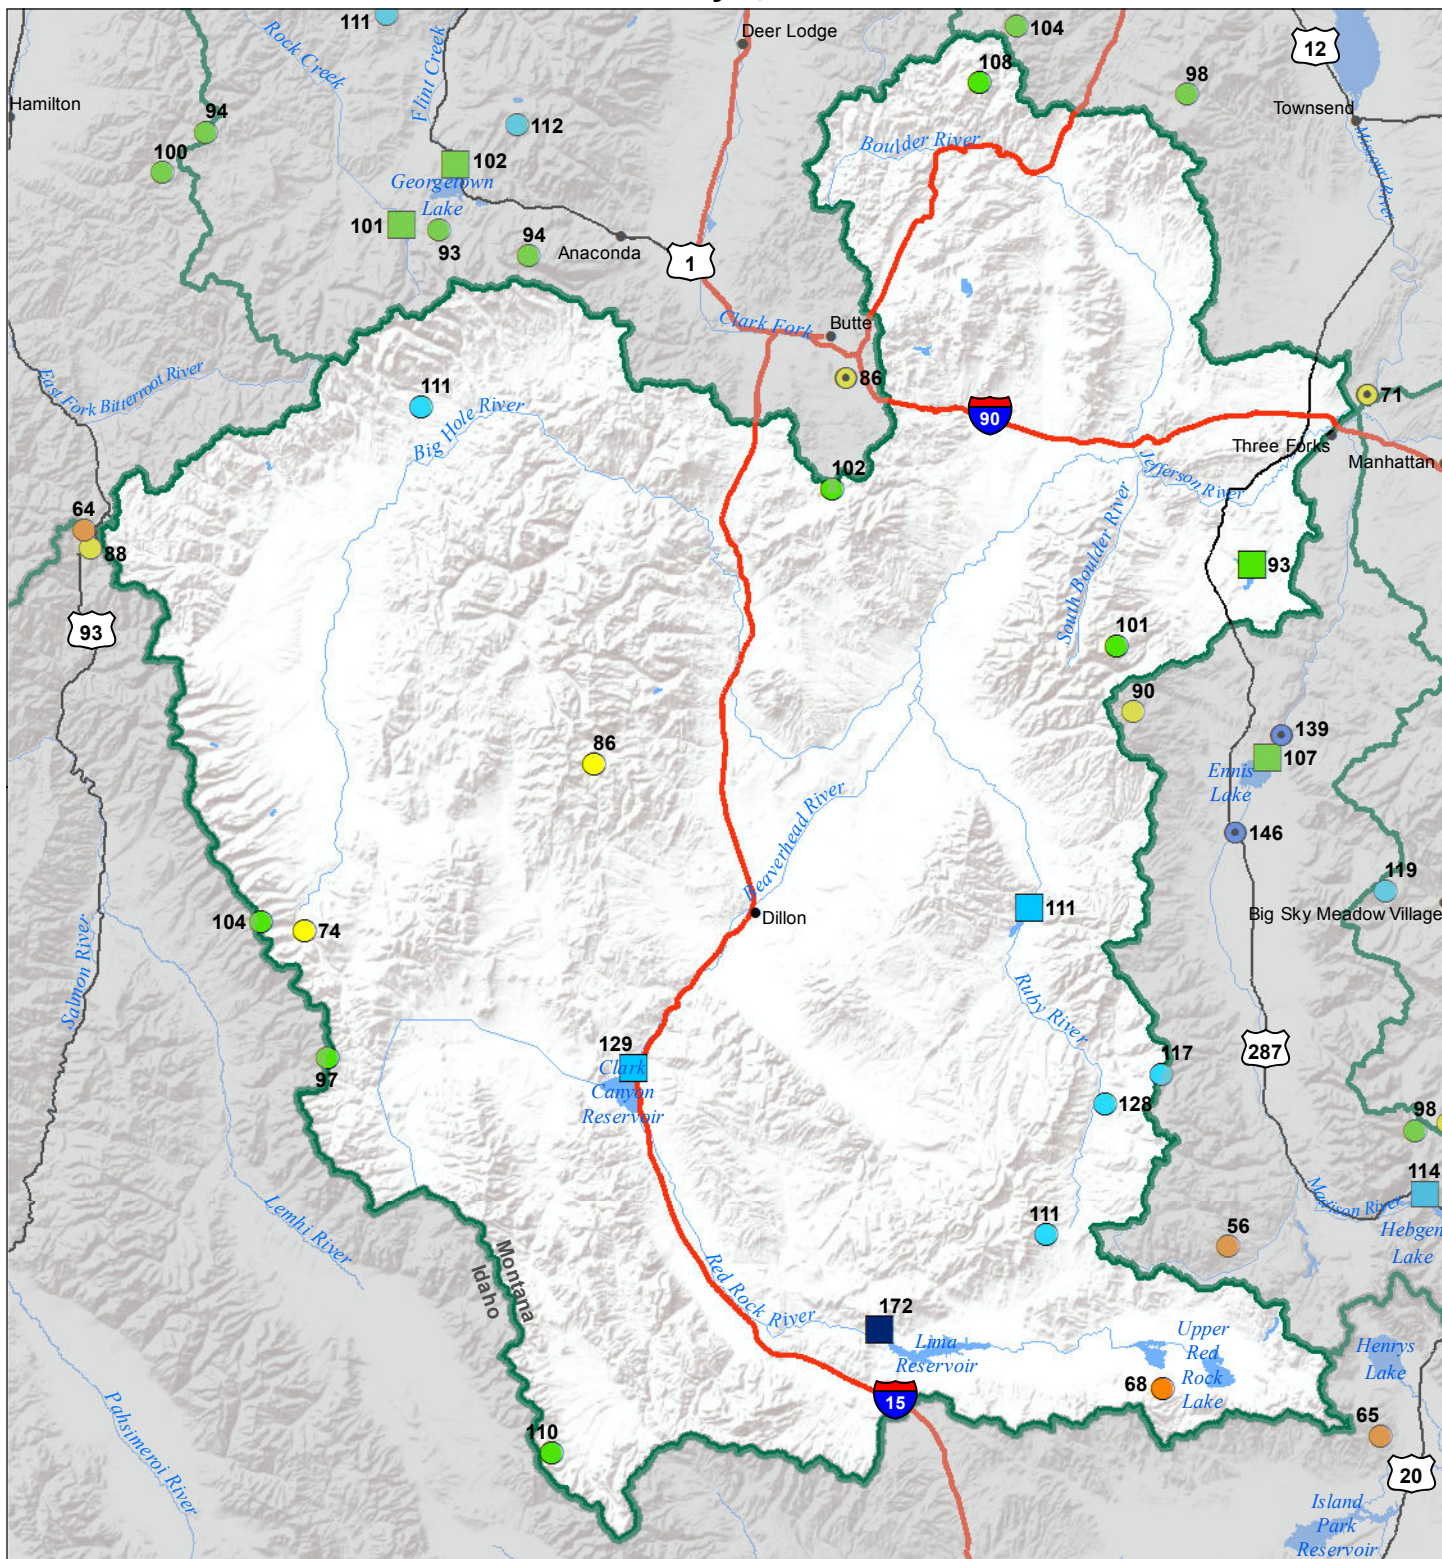 111
Rock Creek
Flint Creek
Deer Lodge
104
12
108
98
Hamilton
94
112
Townsend
100
102
Boulder River
Missouri River
Georgetown
Lake
101
93
94
Anaconda
1
Clark Fork
Butte
86
East Fork Bitterroot River
111
Big Hole River
71
90
Three Forks
Manhattan
102
Jefferson River
64
88
South Boulder River
93
93
101
90
139
107
86
Ennis
Lake
146
Beaverhead River
119
104
74
Dillon
111
Big Sky Meadow Village
Salmon River
Ruby River
129
97
Clark
Canyon
Reservoir
117
287
128
98
Lemhi River
Madison River
114
Hebgen
Lake
Montana
Idaho
111
56
Red Rock River
172
Lima
Reservoir
Upper
Red
Rock
Lake
Henrys
Lake
68
15
Pahsimeroi River
110
65
20
Island
Park
Reservoir